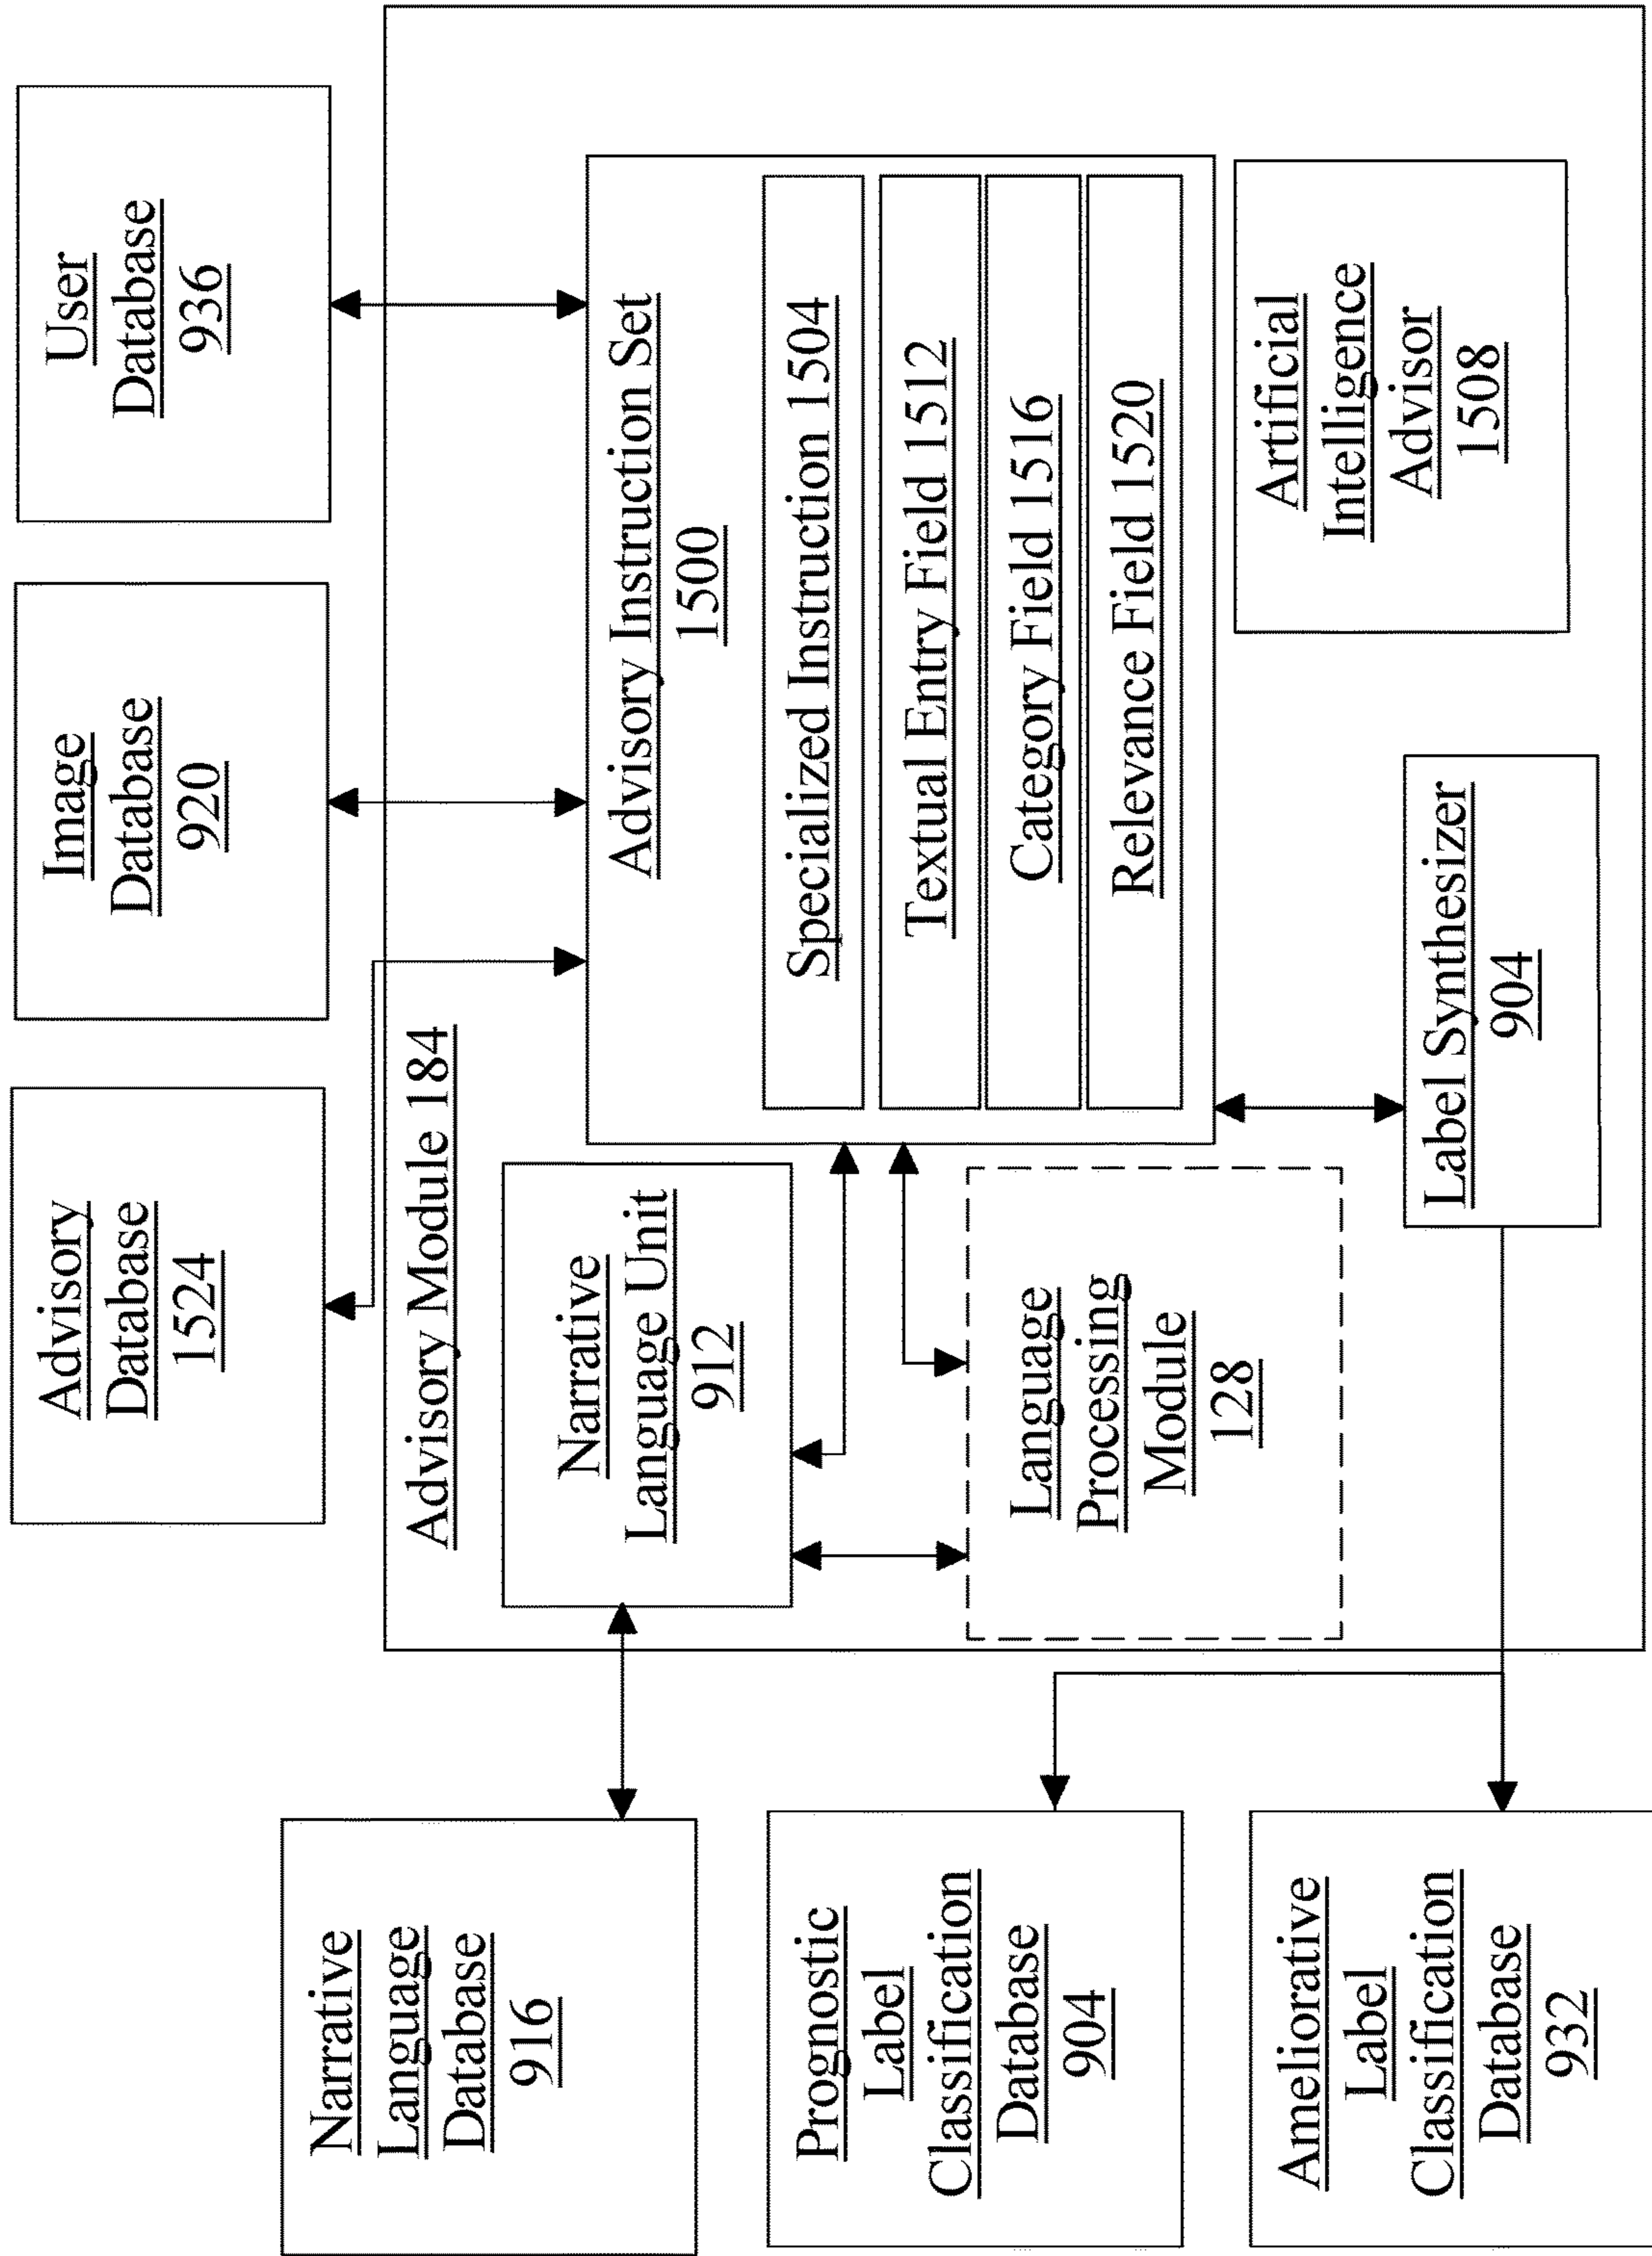 Advisory
Database
1524
Image
Database
920
User
Database
936
Advisory Module 184
Narrative
Language
Database
916
Narrative
Language Unit
912
Advisory Instruction Set
1500
Specialized Instruction 1504
Textual Entry Field 1512
Category Field 1516
Relevance Field 1520
Prognostic
Label
Classification
Database
904
Language
Processing
Module
128
Artificial
Intelligence
Advisor
1508
Ameliorative
Label
Classification
Database
932
Label Synthesizer
904